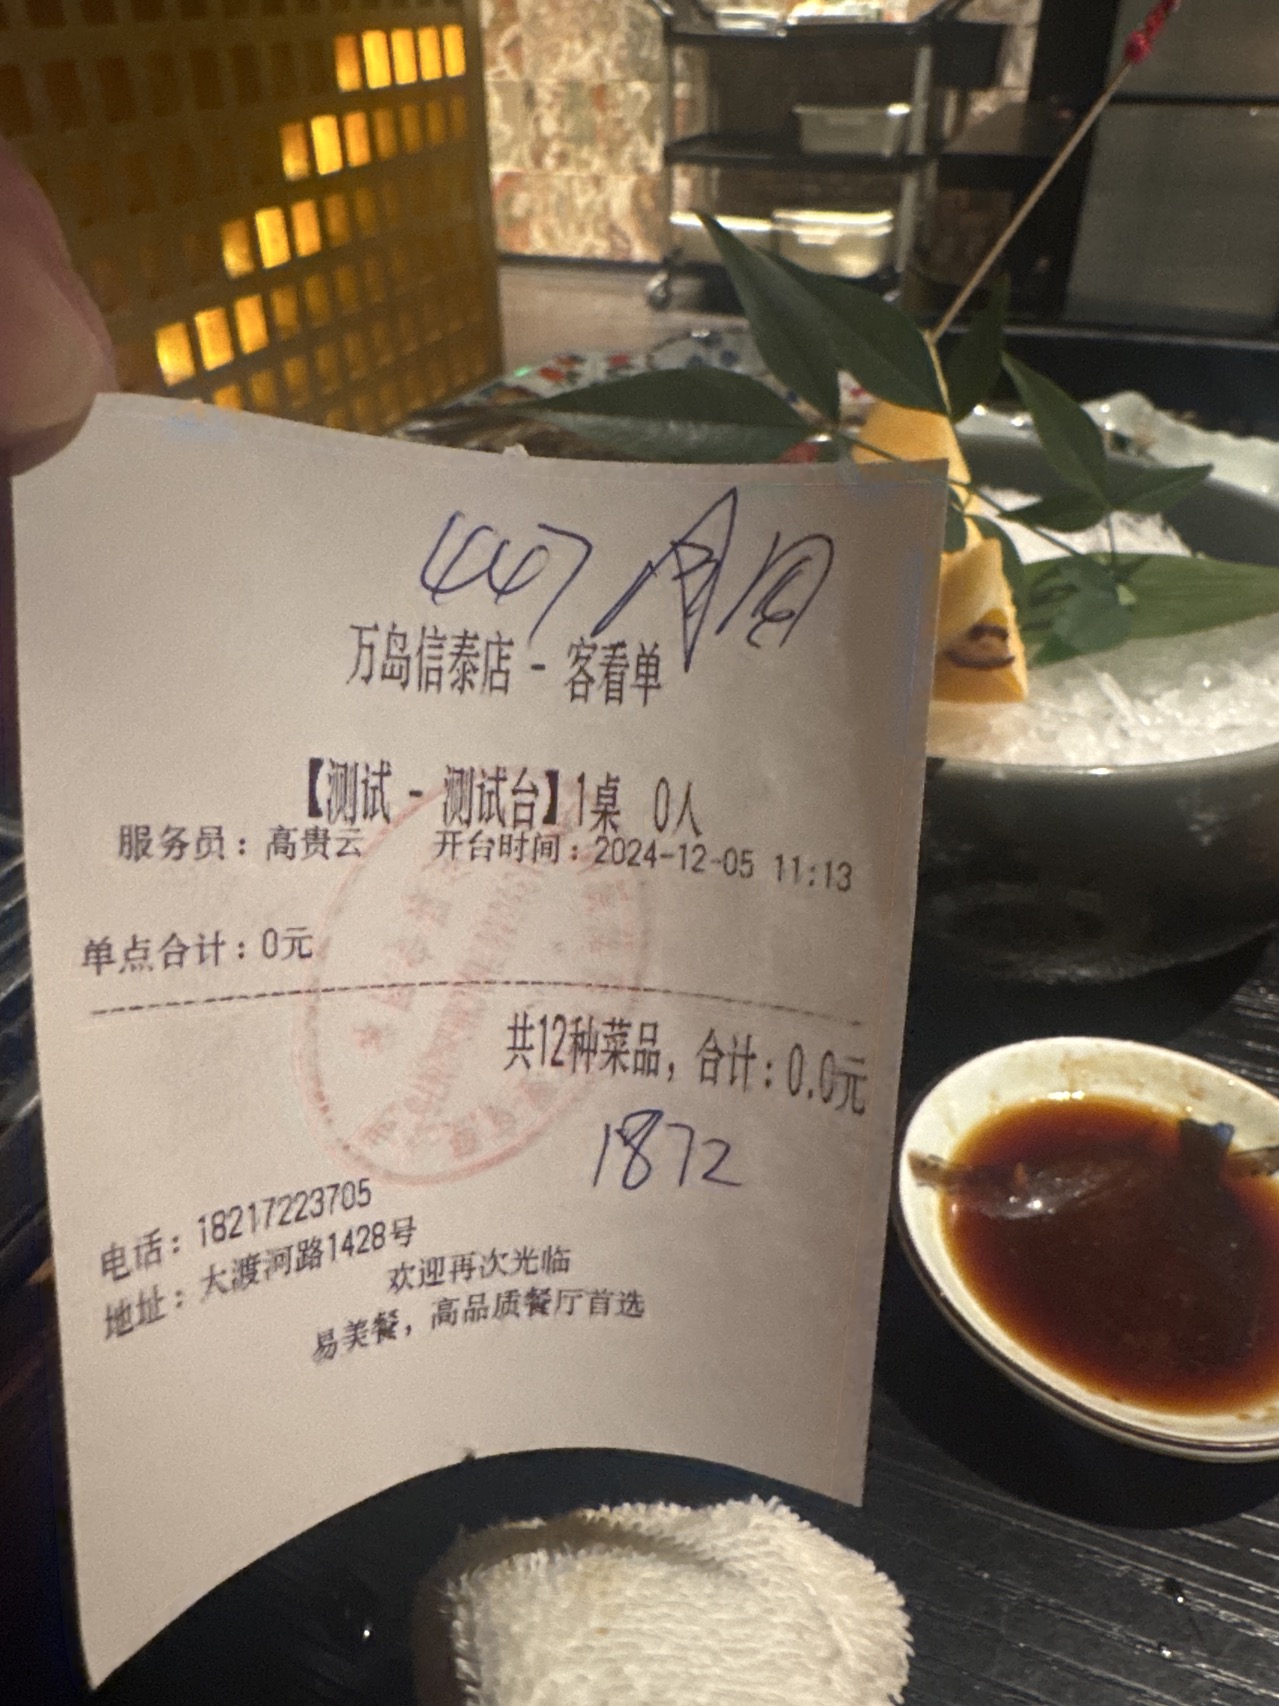 447
万岛信泰店 - 客看单
【测试 - 测试台】1桌 0人
服务员：高贵云 开台时间：2024-12-05 11:13
单点合计：0元
共12种菜品，合计：0.0元
1872
电话：18217223705
地址：大渡河路1428号
欢迎再次光临
易美餐，高品质餐厅首选